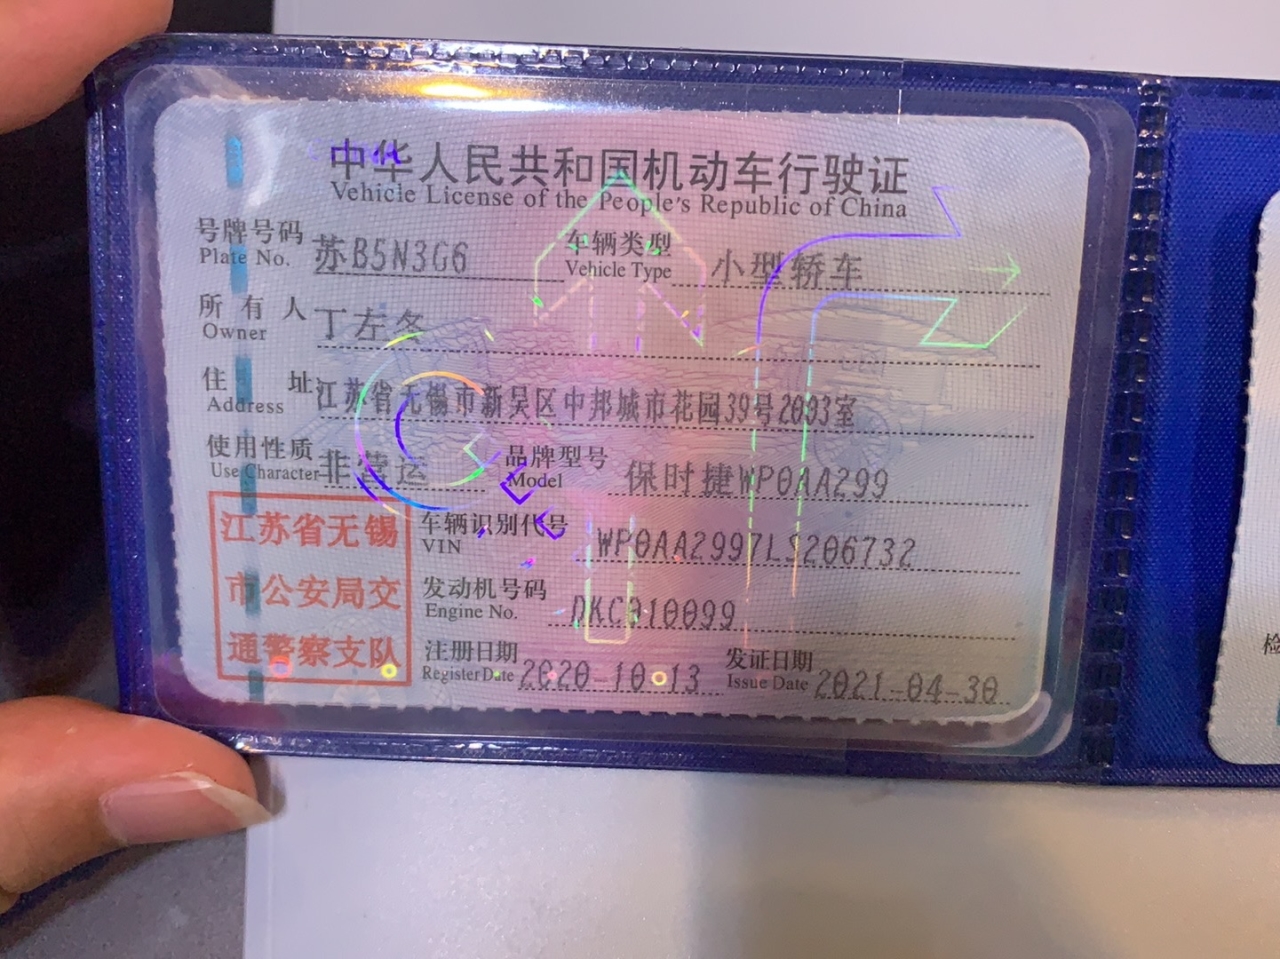 中华人民共和国机动车行驶证
Vehicle License of the People's Republic of China
号牌号码 苏B5N3G6 车辆类型 小型轿车
Plate No. Vehicle Type
所有人 丁左冬
Owner
住址 江苏省无锡市新吴区中邦城市花园39号2003室
Address
使用性质 非营运 品牌型号 保时捷WP0AA299
Use Character Model
江苏省无锡
市公安局交
通警察支队
车辆识别代号 WP0AA2997LS206732
VIN
发动机号码 DKC010099
Engine No.
注册日期 2020-10-13 发证日期 2021-04-30
Register Date Issue Date